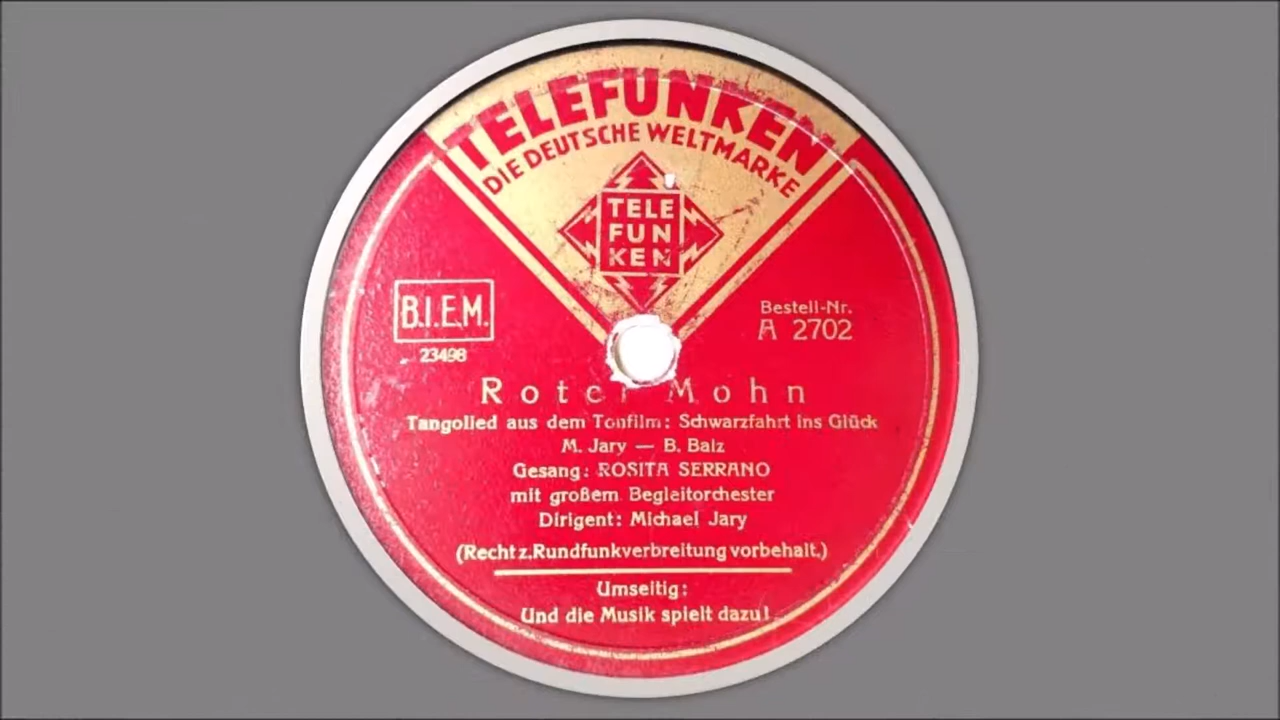 TELEFUNKEN
DIE DEUTSCHE WELTMARKE
TELE
FUN
KEN
B.I.E.M.
23498
Bestell-Nr.
A 2702
Roter Mohn
Tangolied aus dem Tonfilm: Schwarzfahrt ins Glück
M. Jary — B. Balz
Gesang: ROSITA SERRANO
mit großem Begleitorchester
Dirigent: Michael Jary
(Recht z. Rundfunkverbreitung vorbehalt.)
Umseitig:
Und die Musik spielt dazu!